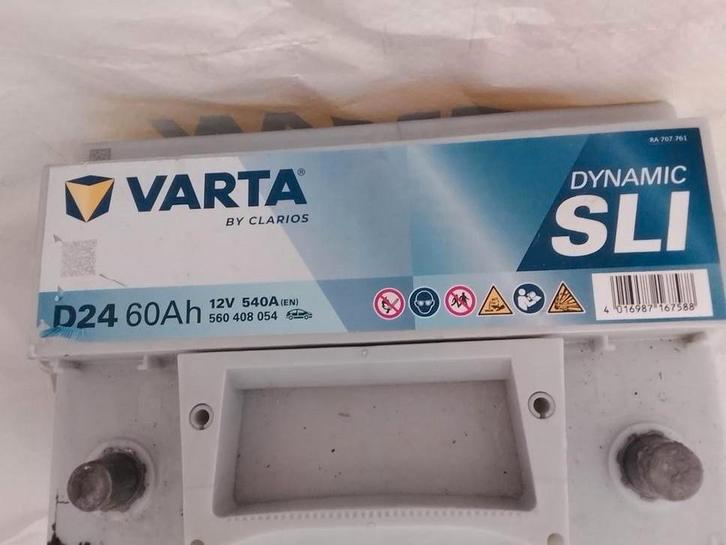 RA 707.761
VARTA®
BY CLARIOS
DYNAMIC
SLI
D24 60Ah 12V 540A(EN)
560 408 054
4 016987 167588